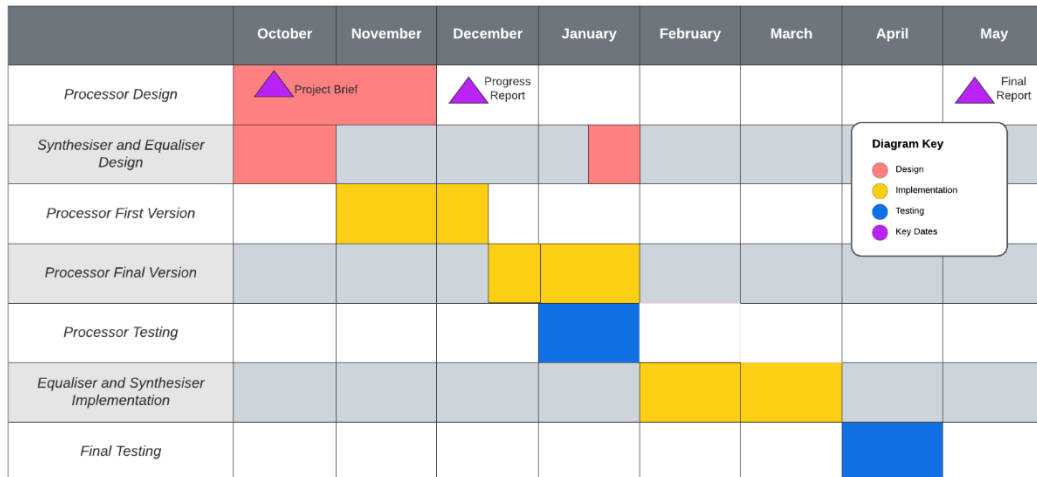 October November December January February March April May
Processor Design
Project Brief
Progress
Report
Final
Report
Synthesiser and Equaliser
Design
Diagram Key
Design
Implementation
Testing
Key Dates
Processor First Version
Processor Final Version
Processor Testing
Equaliser and Synthesiser
Implementation
Final Testing